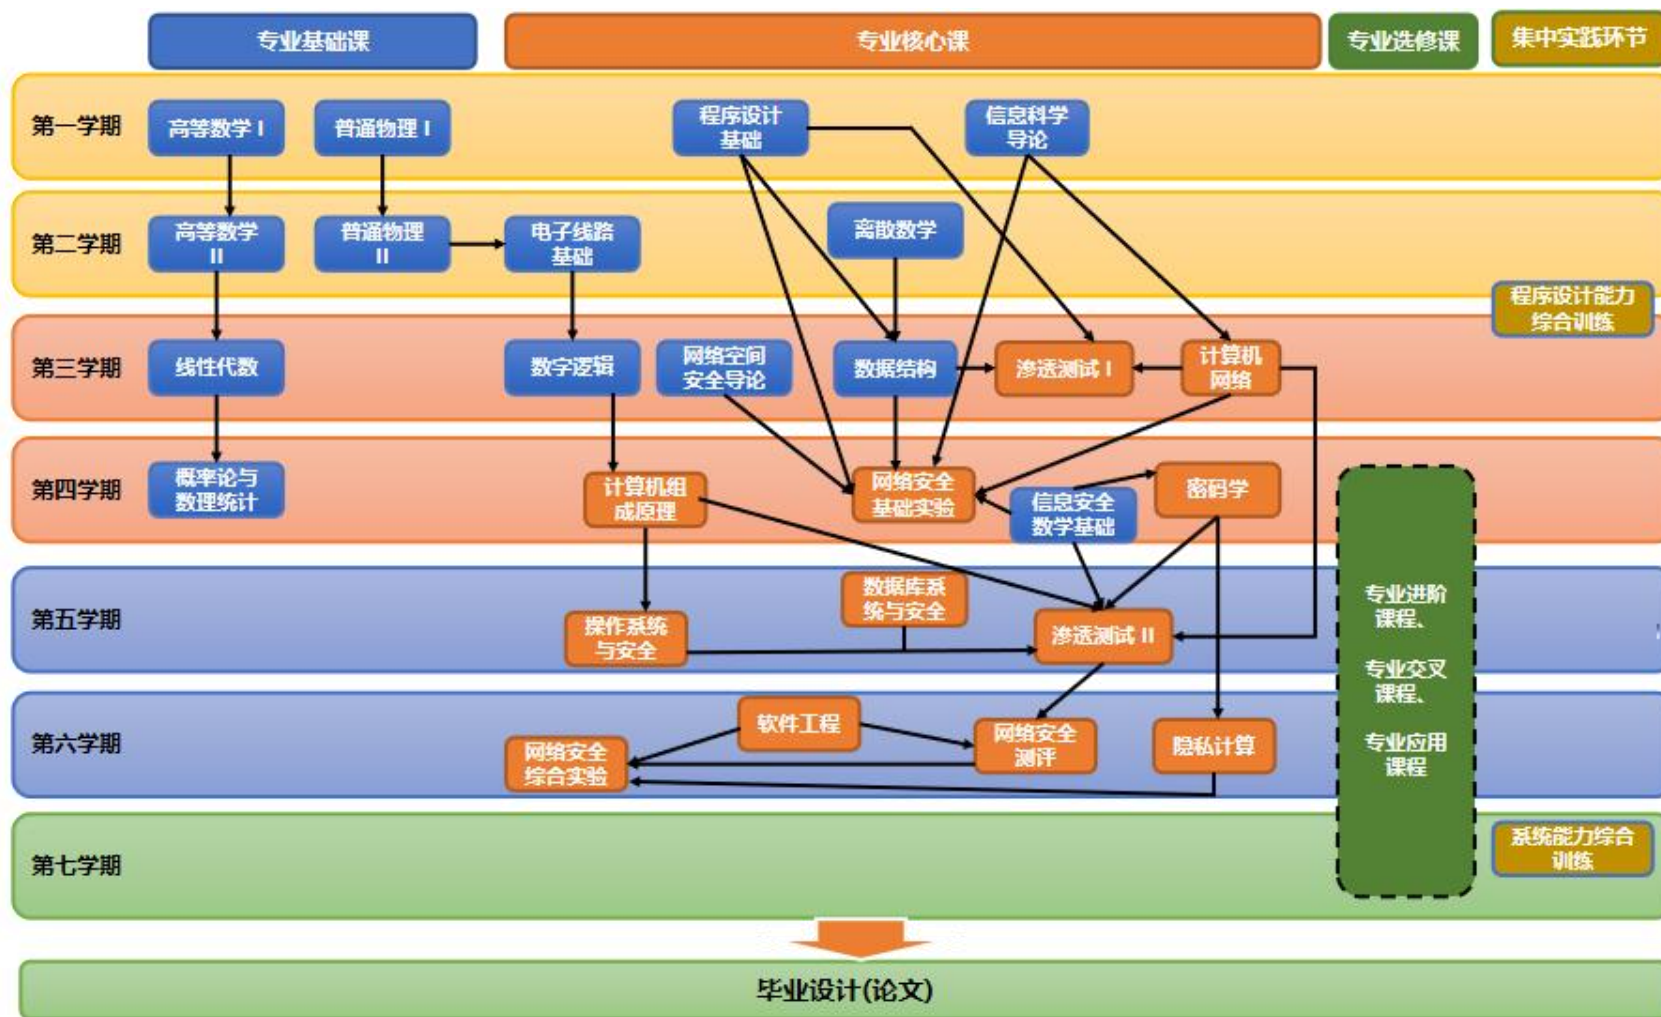 专业基础课
专业核心课
专业选修课
集中实践环节
第一学期
高等数学 I
普通物理 I
程序设计
基础
信息科学
导论
第二学期
高等数学
II
普通物理
II
电子线路
基础
离散数学
程序设计能力
综合训练
第三学期
线性代数
数字逻辑
网络空间
安全导论
数据结构
渗透测试 I
计算机
网络
第四学期
概率论与
数理统计
计算机组
成原理
网络安全
基础实验
信息安全
数学基础
密码学
第五学期
操作系统
与安全
数据库系
统与安全
渗透测试 II
专业进阶
课程、
专业交叉
课程、
专业应用
课程
第六学期
网络安全
综合实验
软件工程
网络安全
测评
隐私计算
第七学期
系统能力综合
训练
毕业设计(论文)